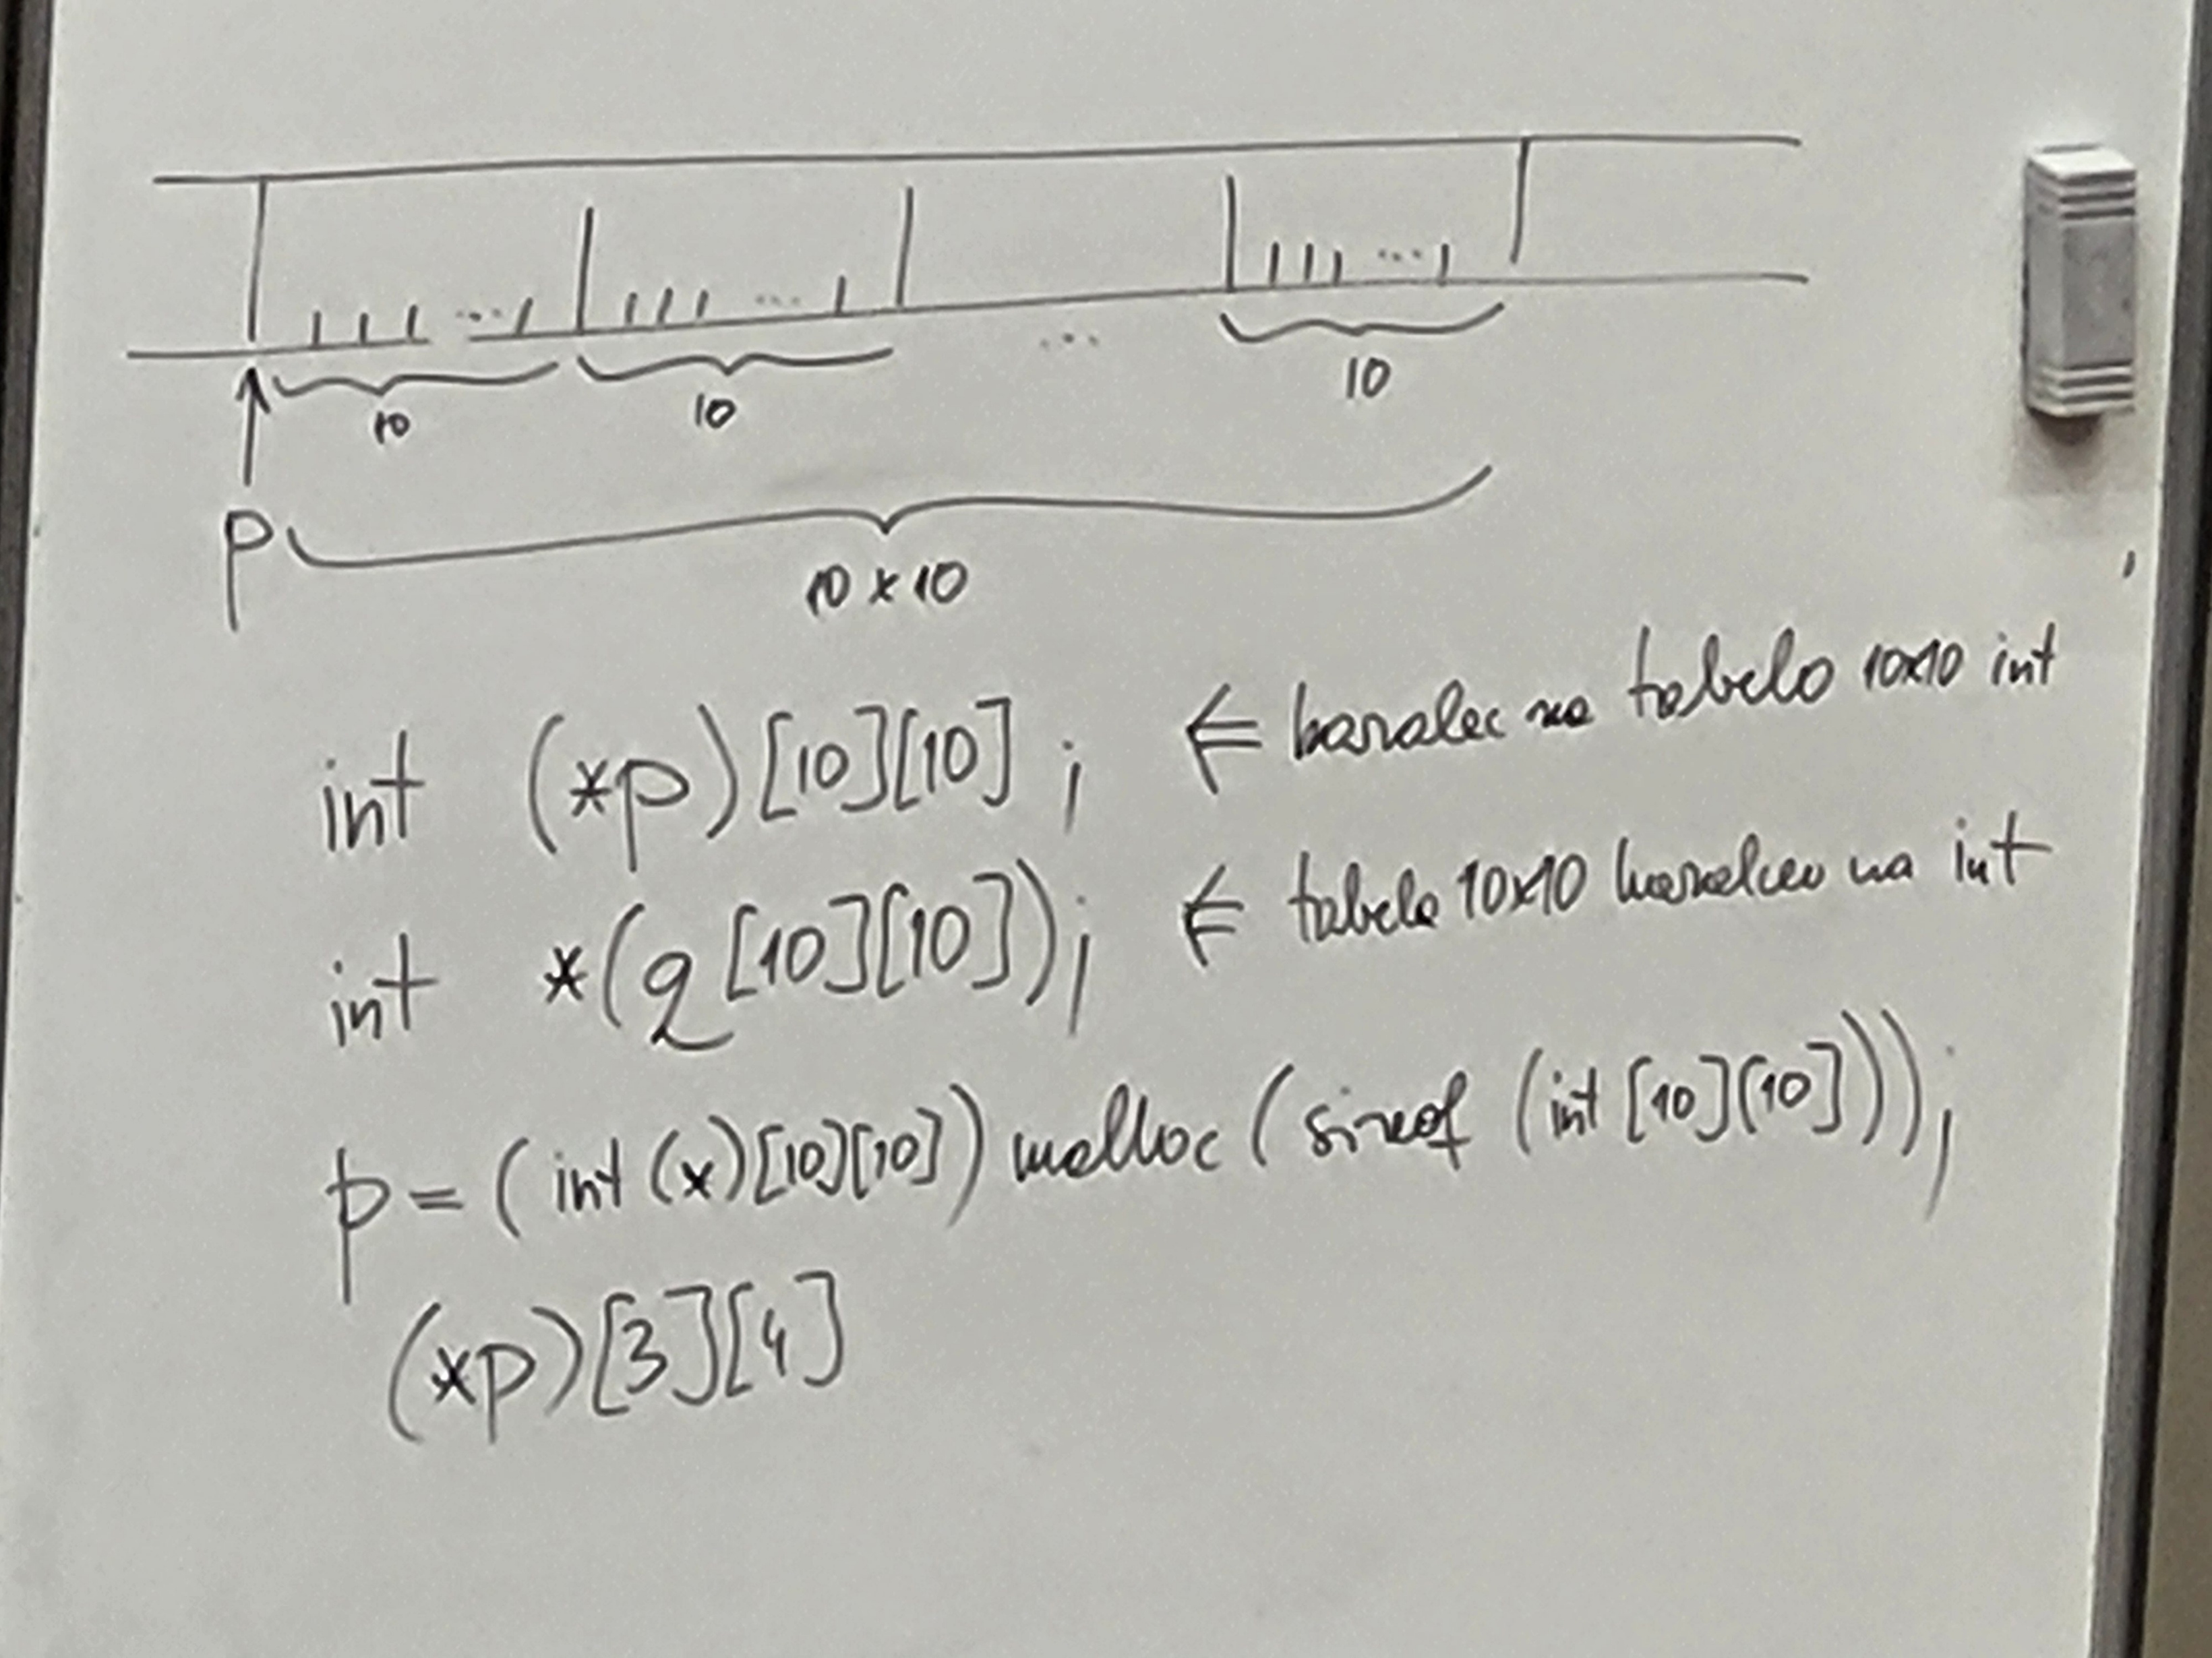 10 10 ... 10
p
10 x 10
int (*p)[10][10]; ⇐ kazalec na tabelo 10x10 int
int *(q[10][10]); ⇐ tabela 10x10 kazalcev na int
p = (int (*)[10][10]) malloc (sizeof (int [10][10]));
(*p)[3][4]